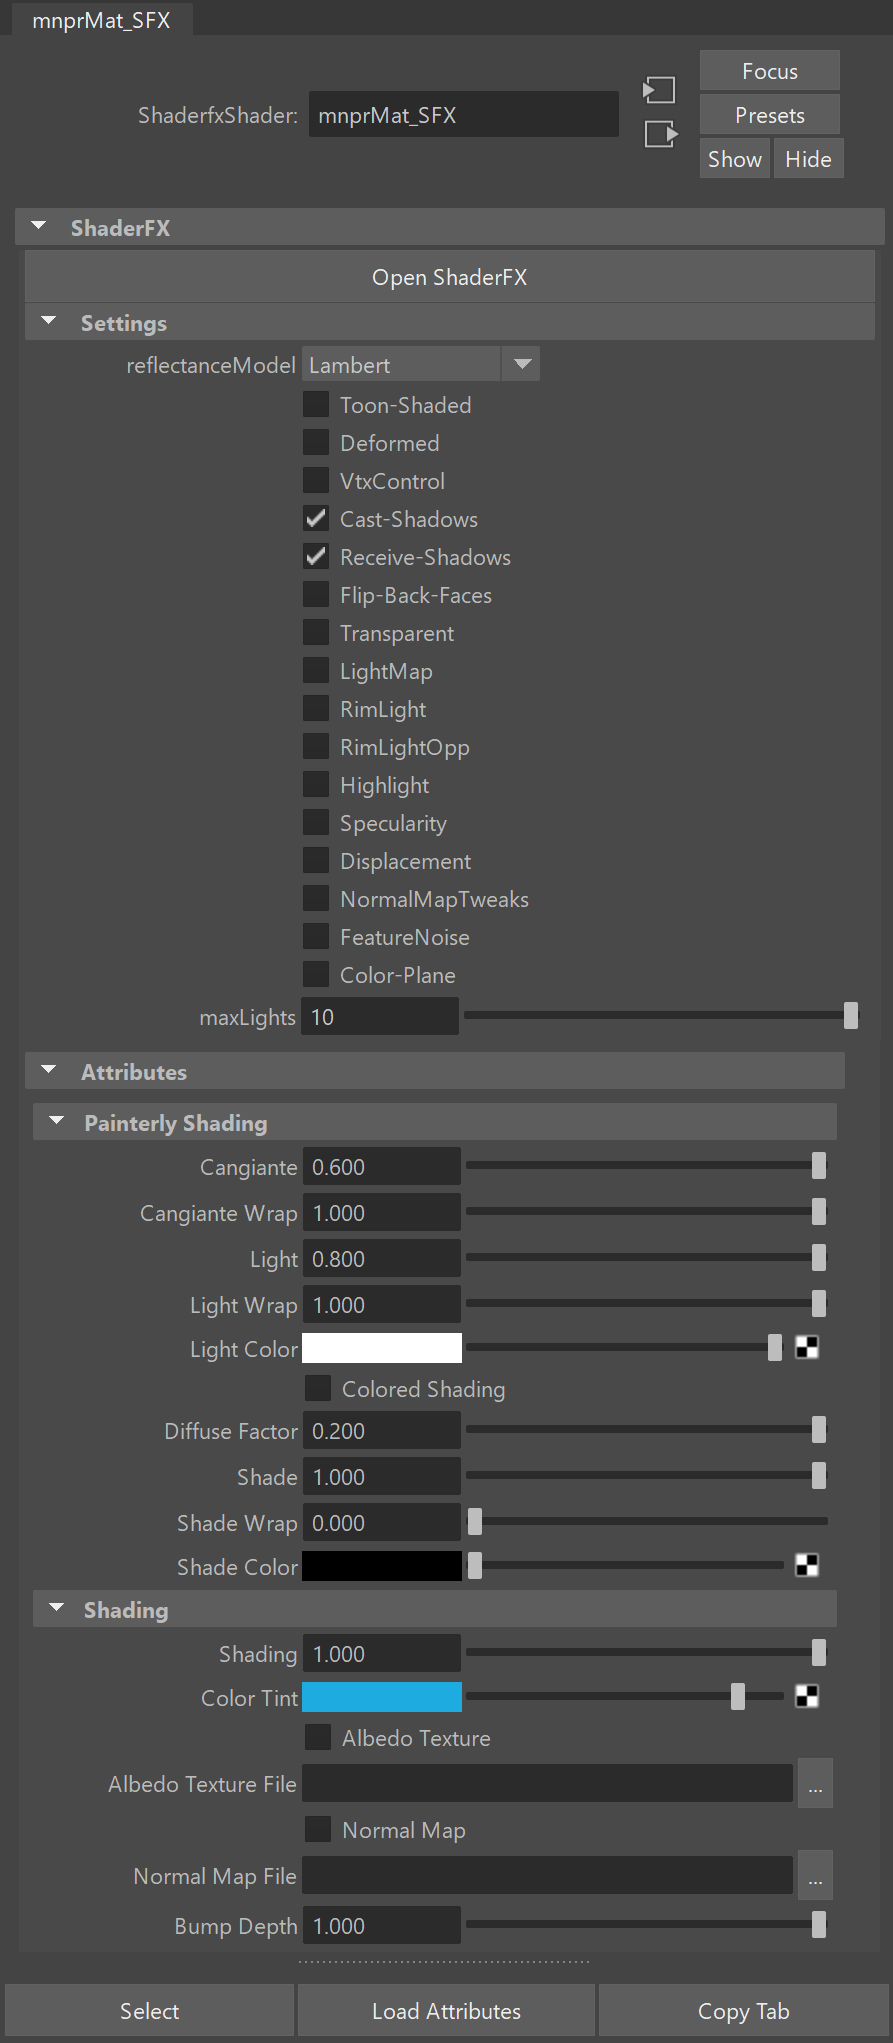 mnprMat_SFX
Focus
ShaderfxShader: mnprMat_SFX
Presets
Show Hide
ShaderFX
Open ShaderFX
Settings
reflectanceModel Lambert
Toon-Shaded
Deformed
VtxControl
Cast-Shadows
Receive-Shadows
Flip-Back-Faces
Transparent
LightMap
RimLight
RimLightOpp
Highlight
Specularity
Displacement
NormalMapTweaks
FeatureNoise
Color-Plane
maxLights 10
Attributes
Painterly Shading
Cangiante 0.600
Cangiante Wrap 1.000
Light 0.800
Light Wrap 1.000
Light Color
Colored Shading
Diffuse Factor 0.200
Shade 1.000
Shade Wrap 0.000
Shade Color
Shading
Shading 1.000
Color Tint
Albedo Texture
Albedo Texture File ...
Normal Map
Normal Map File ...
Bump Depth 1.000
Select Load Attributes Copy Tab